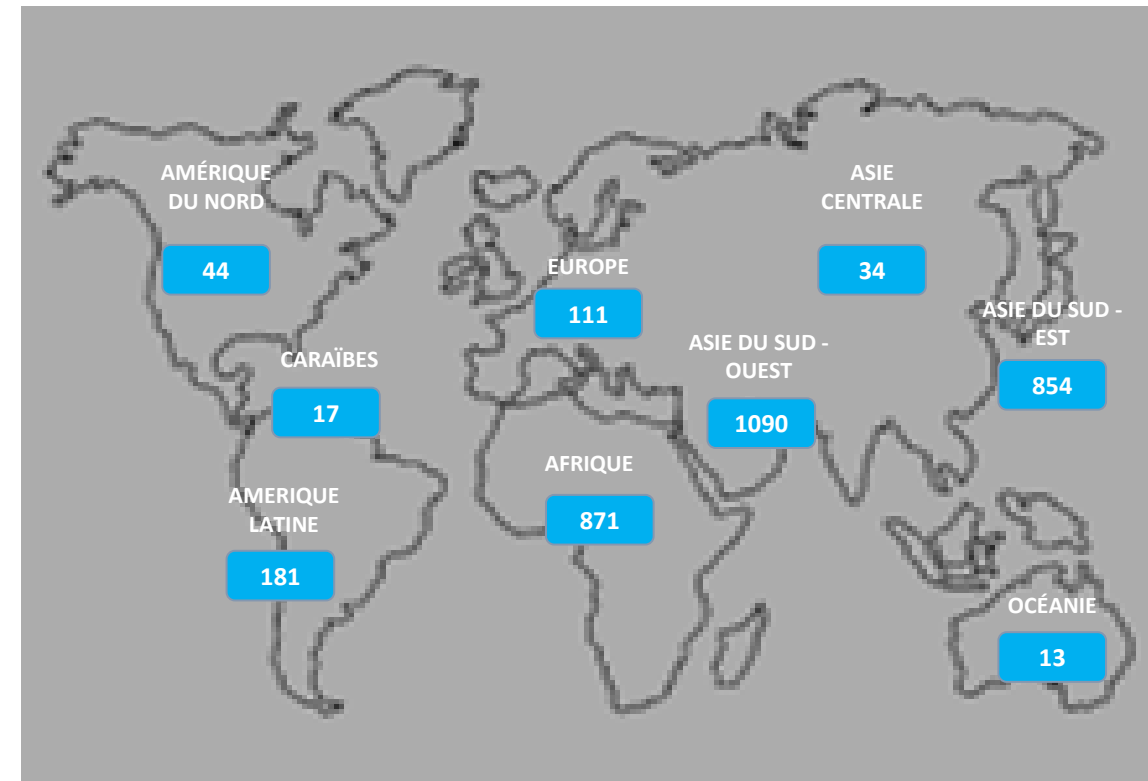 AMÉRIQUE
DU NORD
44
ASIE
CENTRALE
34
EUROPE
111
ASIE DU SUD -
EST
854
ASIE DU SUD -
OUEST
1090
CARAÏBES
17
AFRIQUE
871
AMERIQUE
LATINE
181
OCÉANIE
13